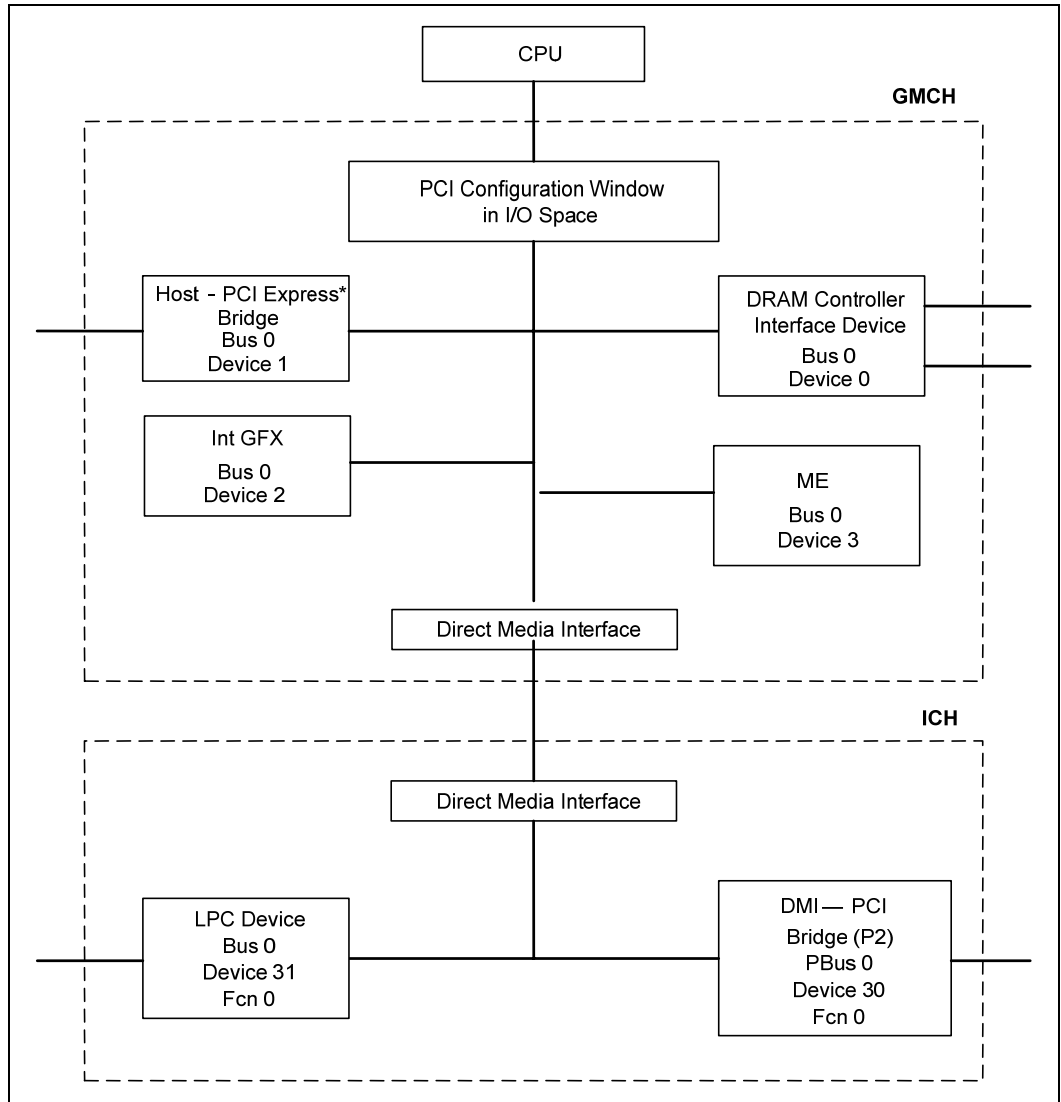 CPU
GMCH
PCI Configuration Window
in I/O Space
Host - PCI Express*
Bridge
Bus 0
Device 1
DRAM Controller
Interface Device
Bus 0
Device 0
Int GFX
Bus 0
Device 2
ME
Bus 0
Device 3
Direct Media Interface
ICH
Direct Media Interface
LPC Device
Bus 0
Device 31
Fcn 0
DMI— PCI
Bridge (P2)
PBus 0
Device 30
Fcn 0